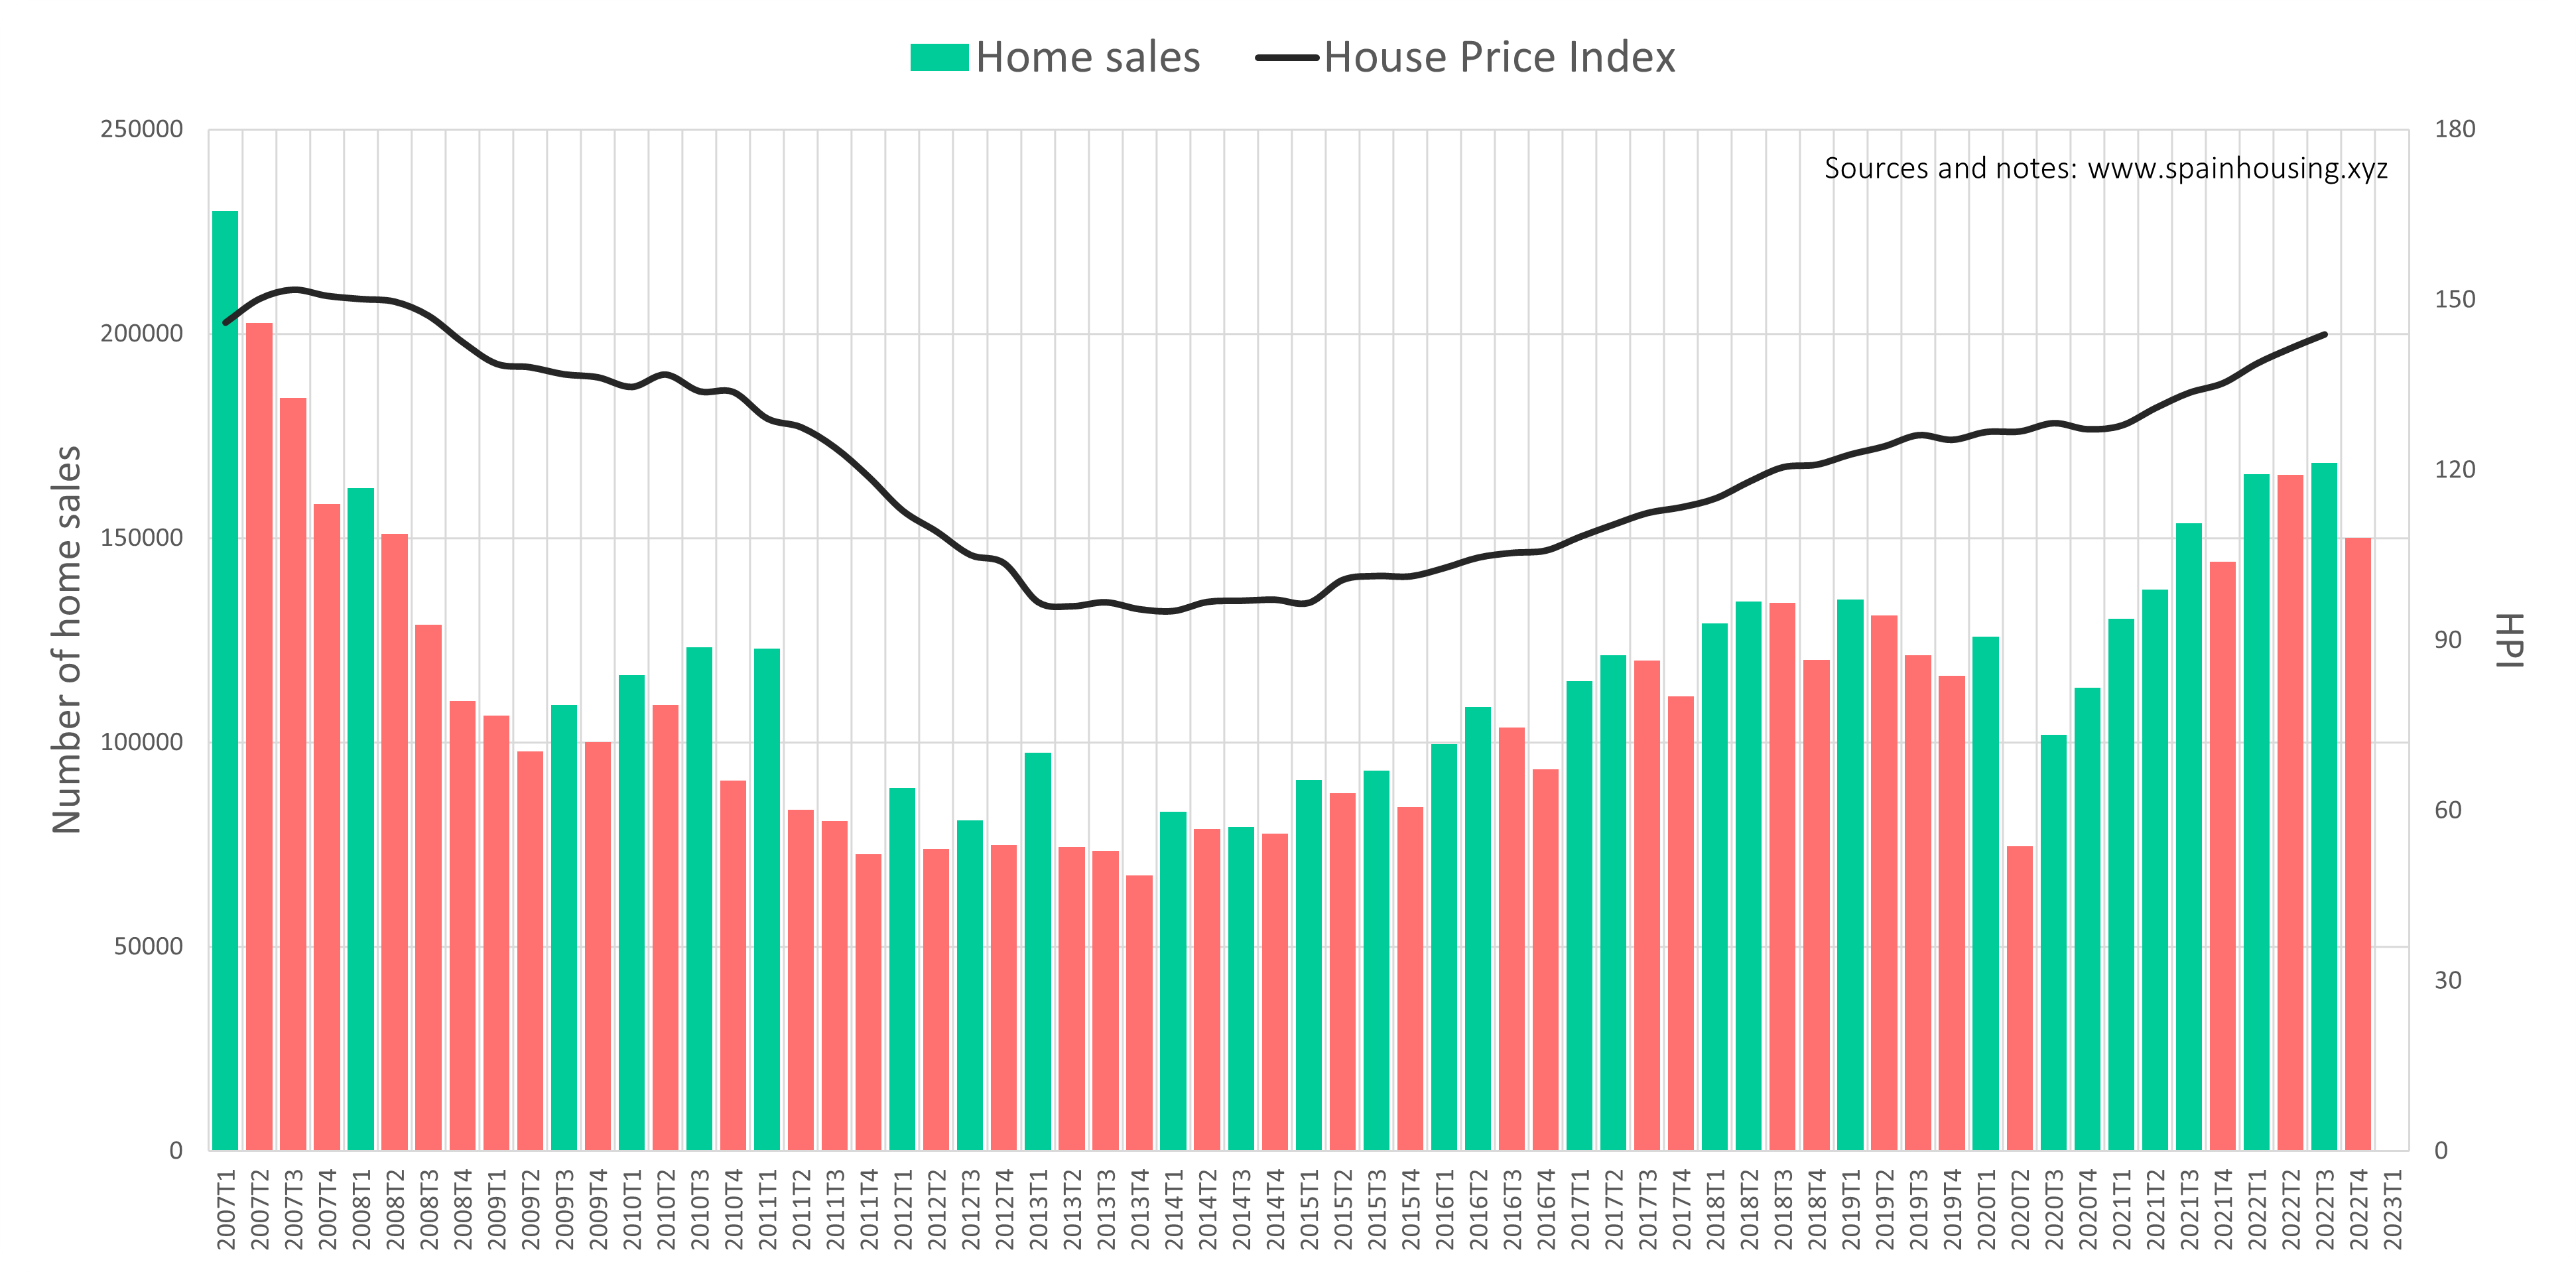 Home sales House Price Index
Sources and notes: www.spainhousing.xyz
Number of home sales
250000
200000
150000
100000
50000
0
180
150
120
90
60
30
0
HPI
2007T1
2007T2
2007T3
2007T4
2008T1
2008T2
2008T3
2008T4
2009T1
2009T2
2009T3
2009T4
2010T1
2010T2
2010T3
2010T4
2011T1
2011T2
2011T3
2011T4
2012T1
2012T2
2012T3
2012T4
2013T1
2013T2
2013T3
2013T4
2014T1
2014T2
2014T3
2014T4
2015T1
2015T2
2015T3
2015T4
2016T1
2016T2
2016T3
2016T4
2017T1
2017T2
2017T3
2017T4
2018T1
2018T2
2018T3
2018T4
2019T1
2019T2
2019T3
2019T4
2020T1
2020T2
2020T3
2020T4
2021T1
2021T2
2021T3
2021T4
2022T1
2022T2
2022T3
2022T4
2023T1